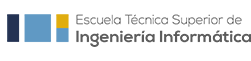 Escuela Técnica Superior de
Ingeniería Informática